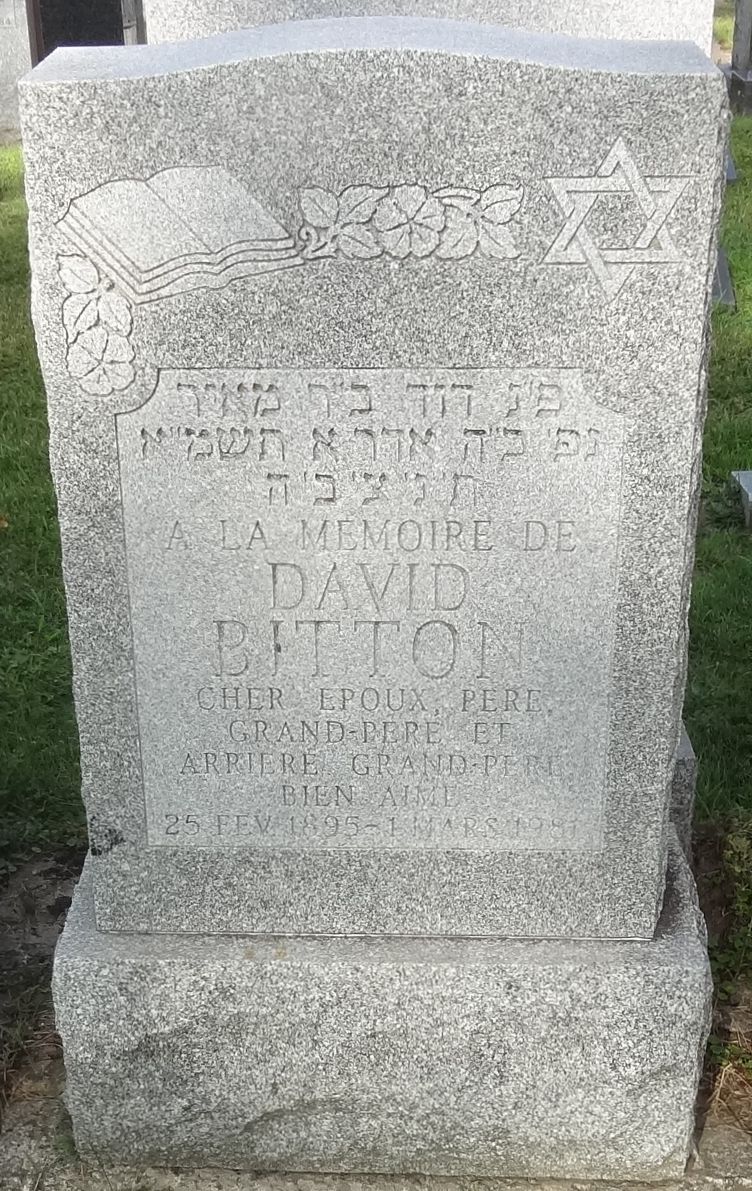 פ"נ דוד ב"ר מאיר
נפ' כ"ה אדר א תשמ"א
ת' נ' צ' ב' ה'
A LA MEMOIRE DE
DAVID
BITTON
CHER EPOUX, PERE,
GRAND-PERE ET
ARRIERE GRAND-PERE
BIEN AIME
25 FEV. 1895-1 MARS 1981